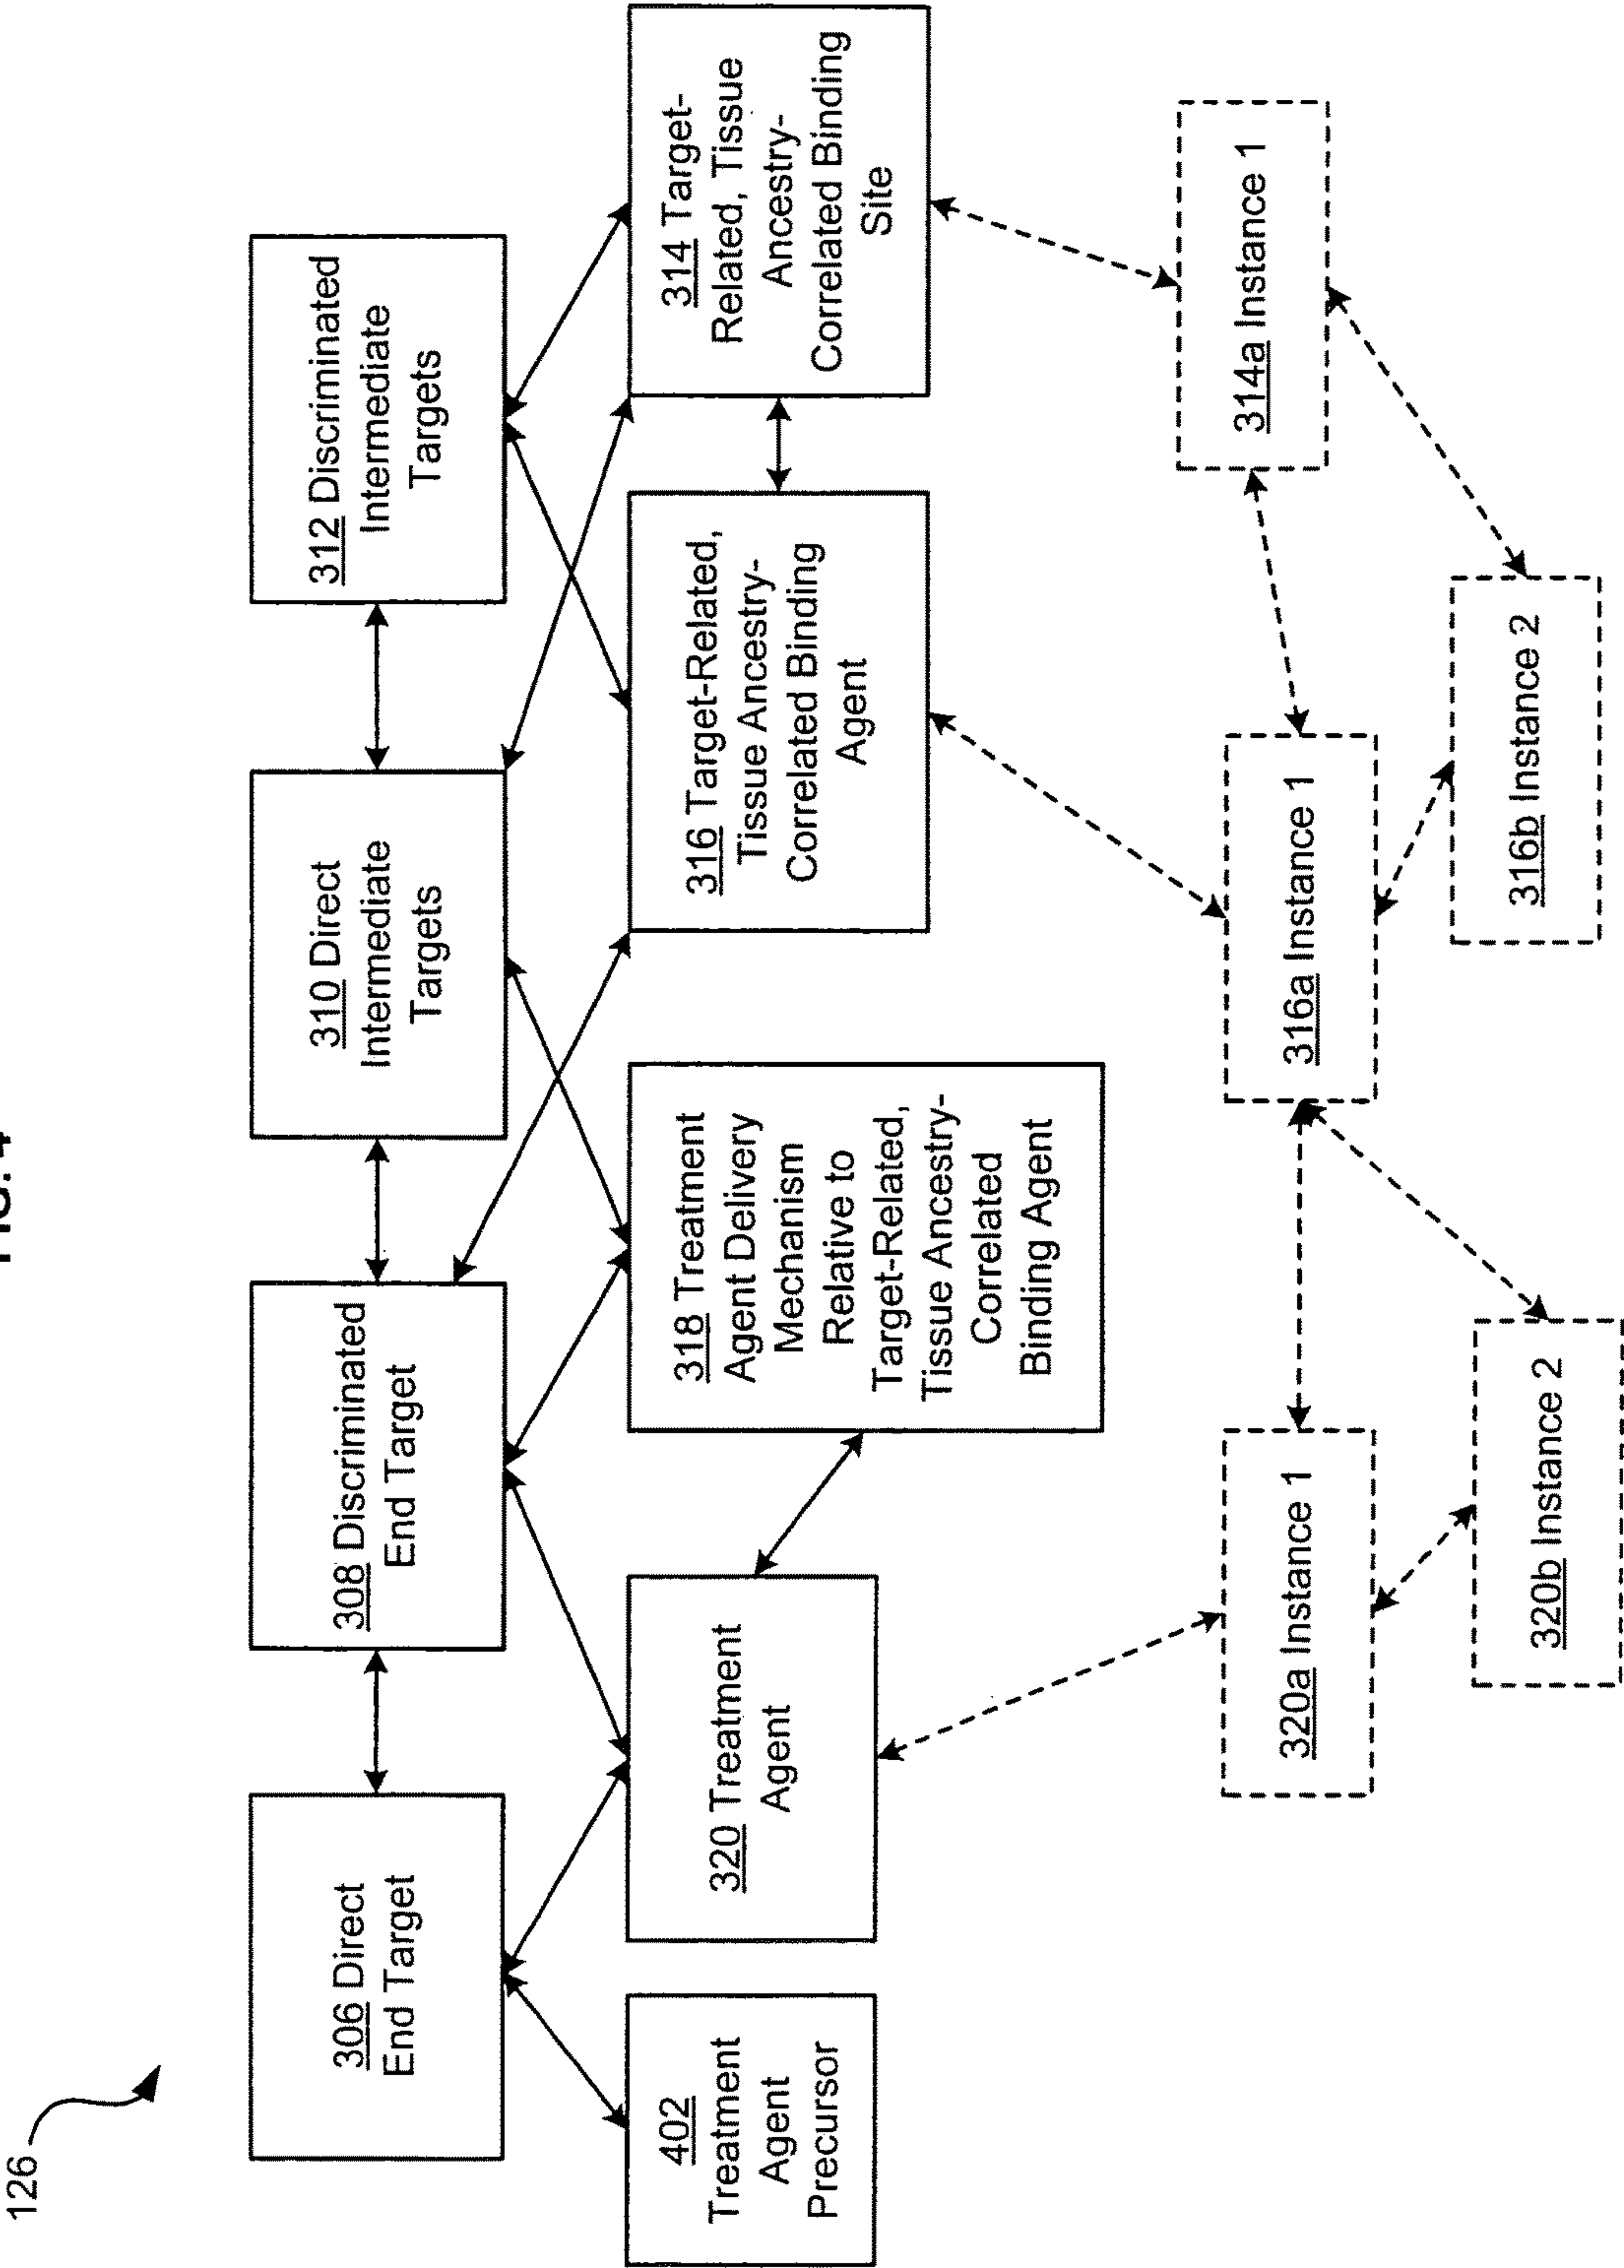 126
306 Direct
End Target
308 Discriminated
End Target
310 Direct
Intermediate
Targets
312 Discriminated
Intermediate
Targets
402
Treatment
Agent
Precursor
320 Treatment
Agent
318 Treatment
Agent Delivery
Mechanism
Relative to
Target-Related,
Tissue Ancestry-
Correlated
Binding Agent
316 Target-Related,
Tissue Ancestry-
Correlated Binding
Agent
314 Target-
Related, Tissue
Ancestry-
Correlated Binding
Site
320a Instance 1
316a Instance 1
314a Instance 1
320b Instance 2
316b Instance 2